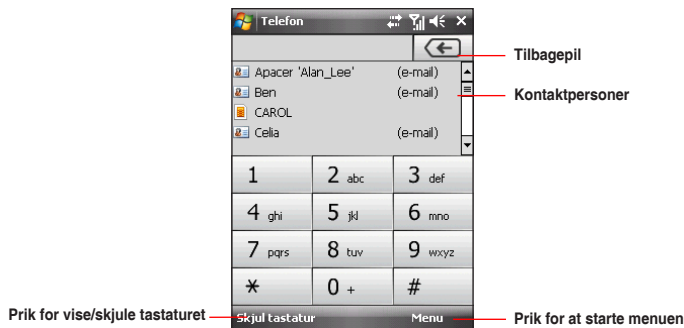 Telefon
Tilbagepil
Apacer 'Alan_Lee' (e-mail)
Ben (e-mail)
Kontaktpersoner
CAROL
Celia (e-mail)
1 2 abc 3 def
4 ghi 5 jkl 6 mno
7 pqrs 8 tuv 9 wxyz
* 0 + #
Prik for vise/skjule tastaturet
Skjul tastatur Menu
Prik for at starte menuen